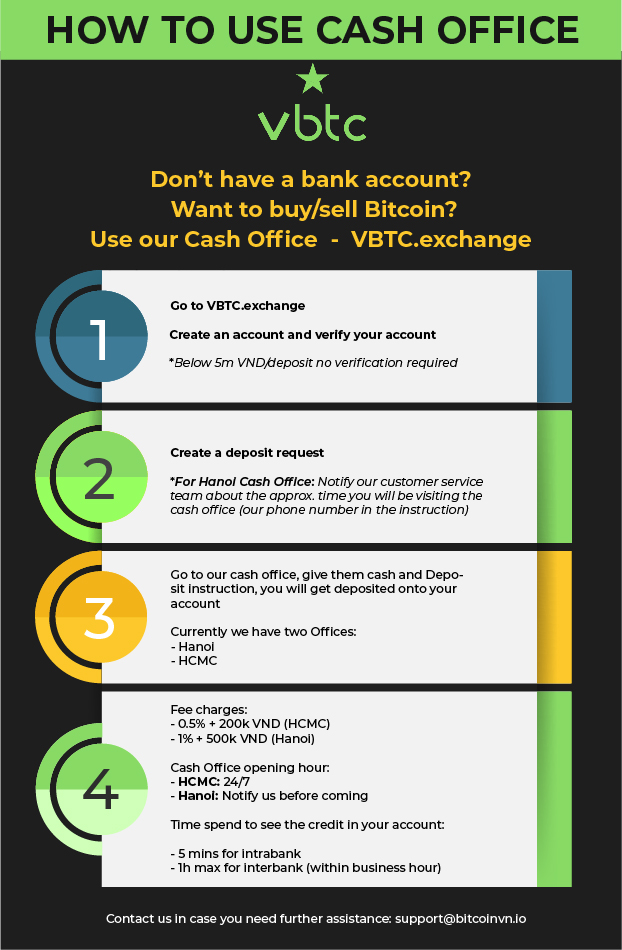 HOW TO USE CASH OFFICE
vbtc
Don't have a bank account?
Want to buy/sell Bitcoin?
Use our Cash Office - VBTC.exchange
1
Go to VBTC.exchange
Create an account and verify your account
*Below 5m VND/deposit no verification required
2
Create a deposit request
*For Hanoi Cash Office: Notify our customer service
team about the approx. time you will be visiting the
cash office (our phone number in the instruction)
3
Go to our cash office, give them cash and Depo-
sit instruction, you will get deposited onto your
account
Currently we have two Offices:
- Hanoi
- HCMC
4
Fee charges:
- 0.5% + 200k VND (HCMC)
- 1% + 500k VND (Hanoi)
Cash Office opening hour:
- HCMC: 24/7
- Hanoi: Notify us before coming
Time spend to see the credit in your account:
- 5 mins for intrabank
- 1h max for interbank (within business hour)
Contact us in case you need further assistance: support@bitcoinvn.io